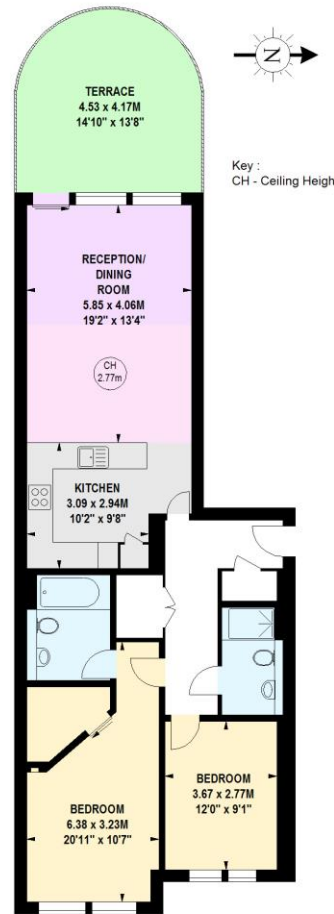 TERRACE
4.53 x 4.17M
14'10" x 13'8"
N
Key :
CH - Ceiling Heigh
RECEPTION/
DINING
ROOM
5.85 x 4.06M
19'2" x 13'4"
CH
2.77m
KITCHEN
3.09 x 2.94M
10'2" x 9'8"
BEDROOM
6.38 x 3.23M
20'11" x 10'7"
BEDROOM
3.67 x 2.77M
12'0" x 9'1"